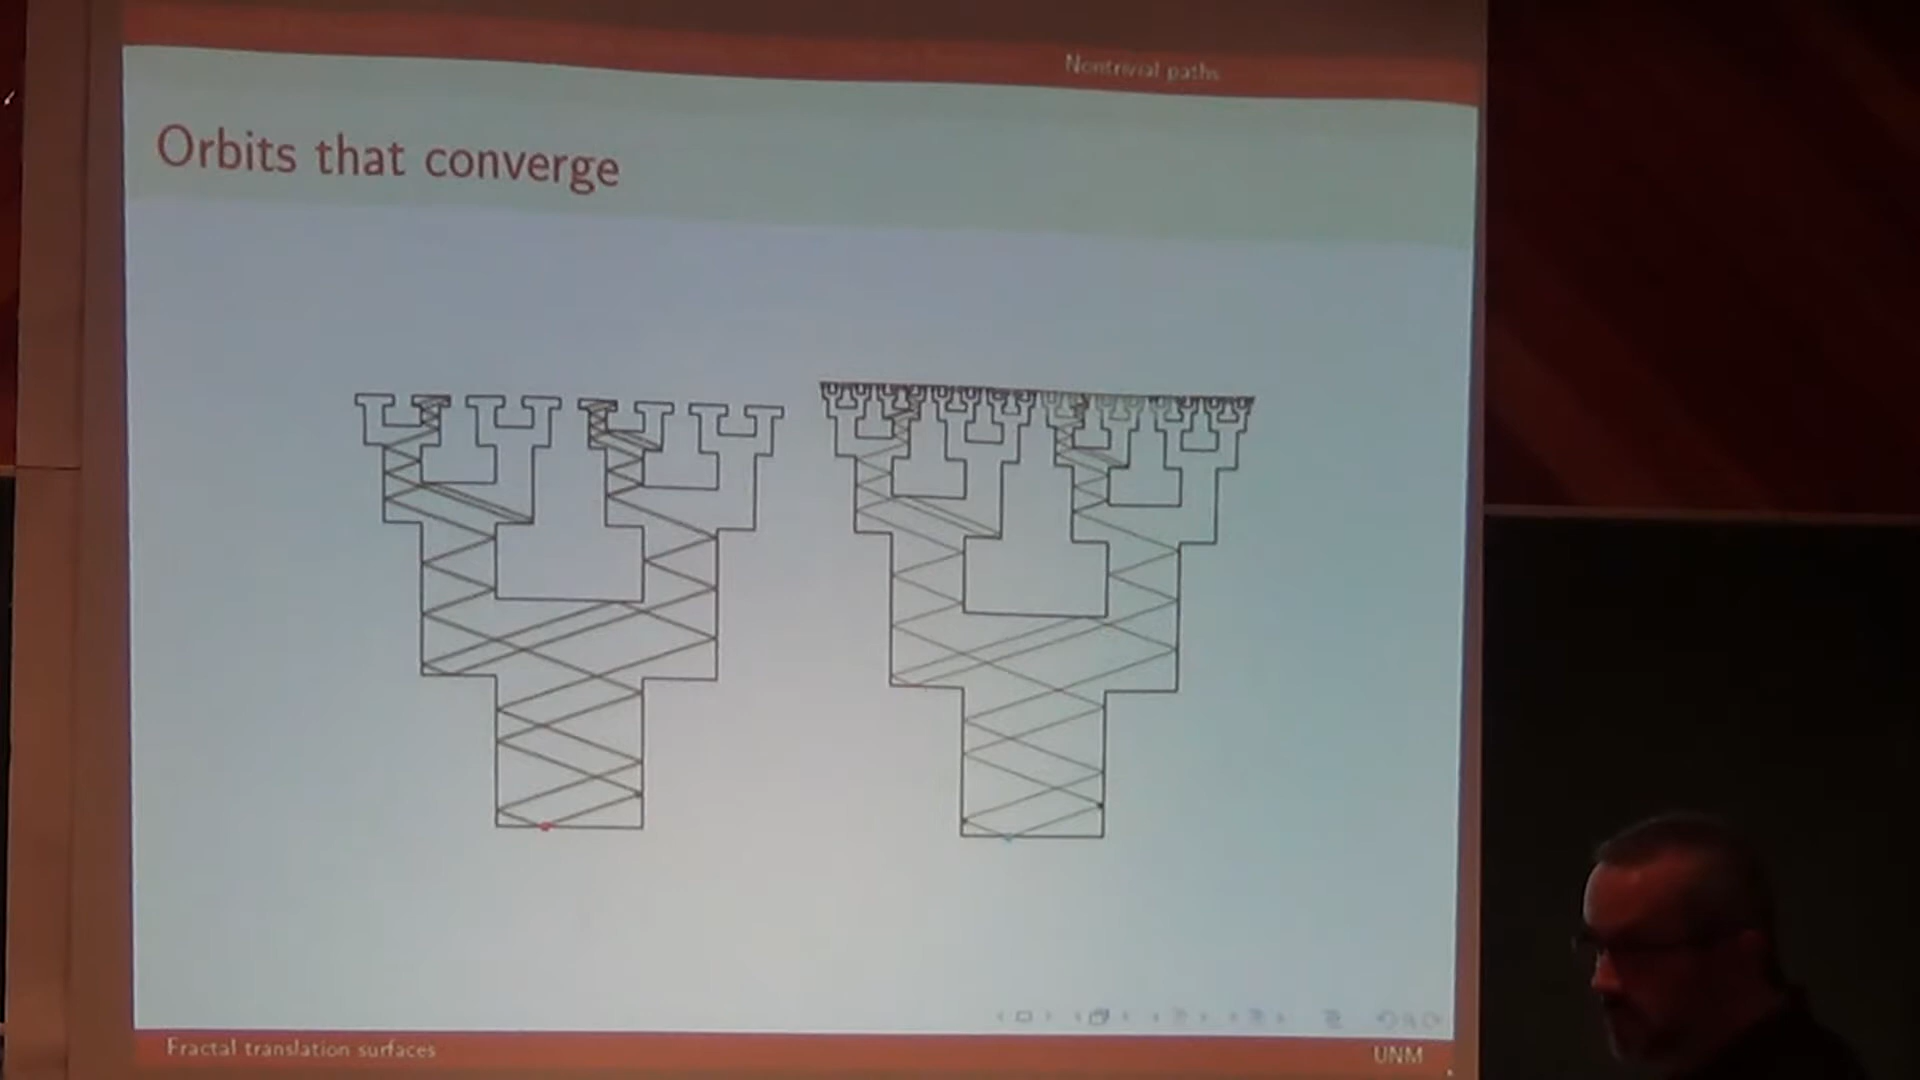 Nontrivial paths
Orbits that converge
Fractal translation surfaces
UNM